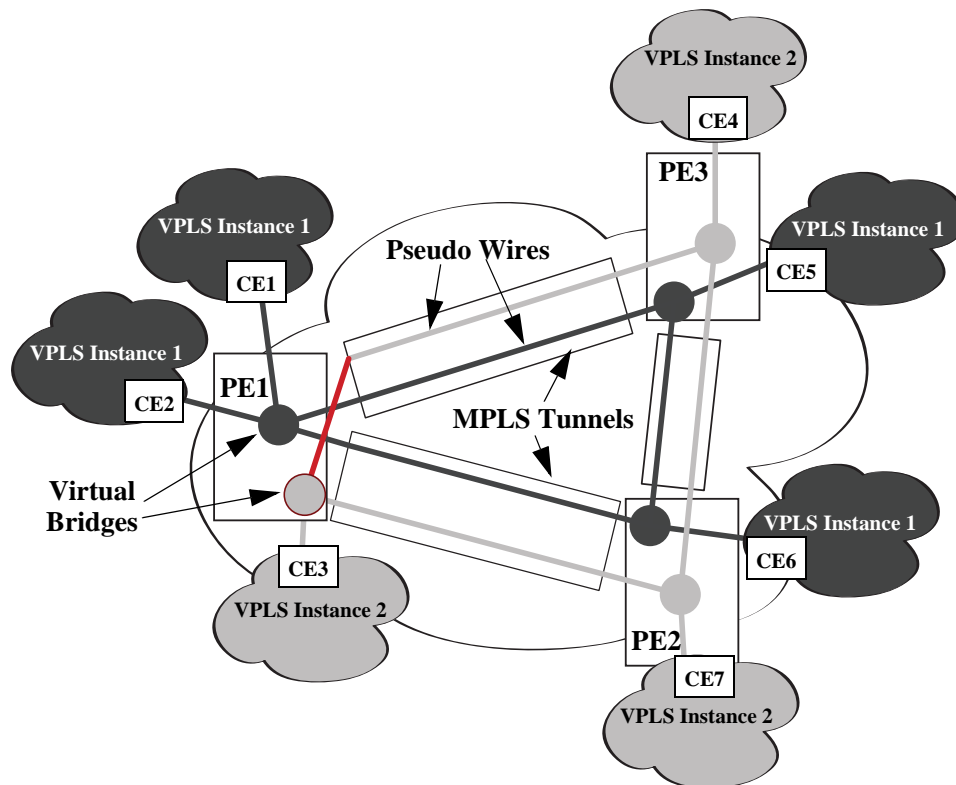 VPLS Instance 2
CE4
PE3
VPLS Instance 1
CE5
Pseudo Wires
VPLS Instance 1
CE1
VPLS Instance 1
CE2
PE1
MPLS Tunnels
Virtual
Bridges
VPLS Instance 1
CE6
CE3
VPLS Instance 2
PE2
CE7
VPLS Instance 2